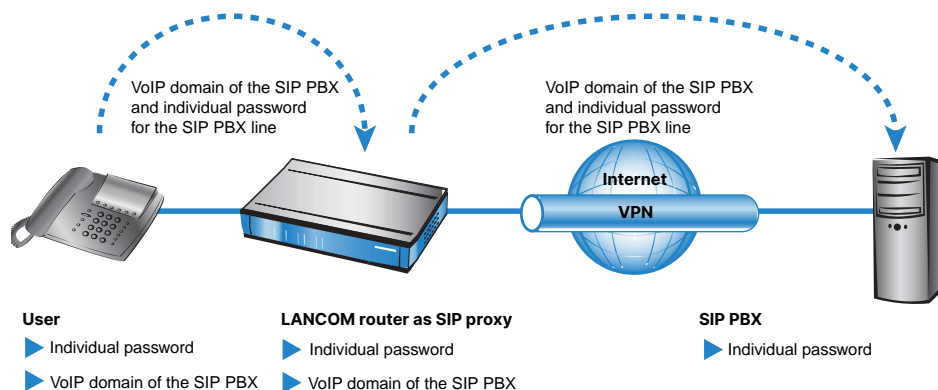 VoIP domain of the SIP PBX
and individual password
for the SIP PBX line
VoIP domain of the SIP PBX
and individual password
for the SIP PBX line
Internet
VPN
User
Individual password
VoIP domain of the SIP PBX
LANCOM router as SIP proxy
Individual password
VoIP domain of the SIP PBX
SIP PBX
Individual password